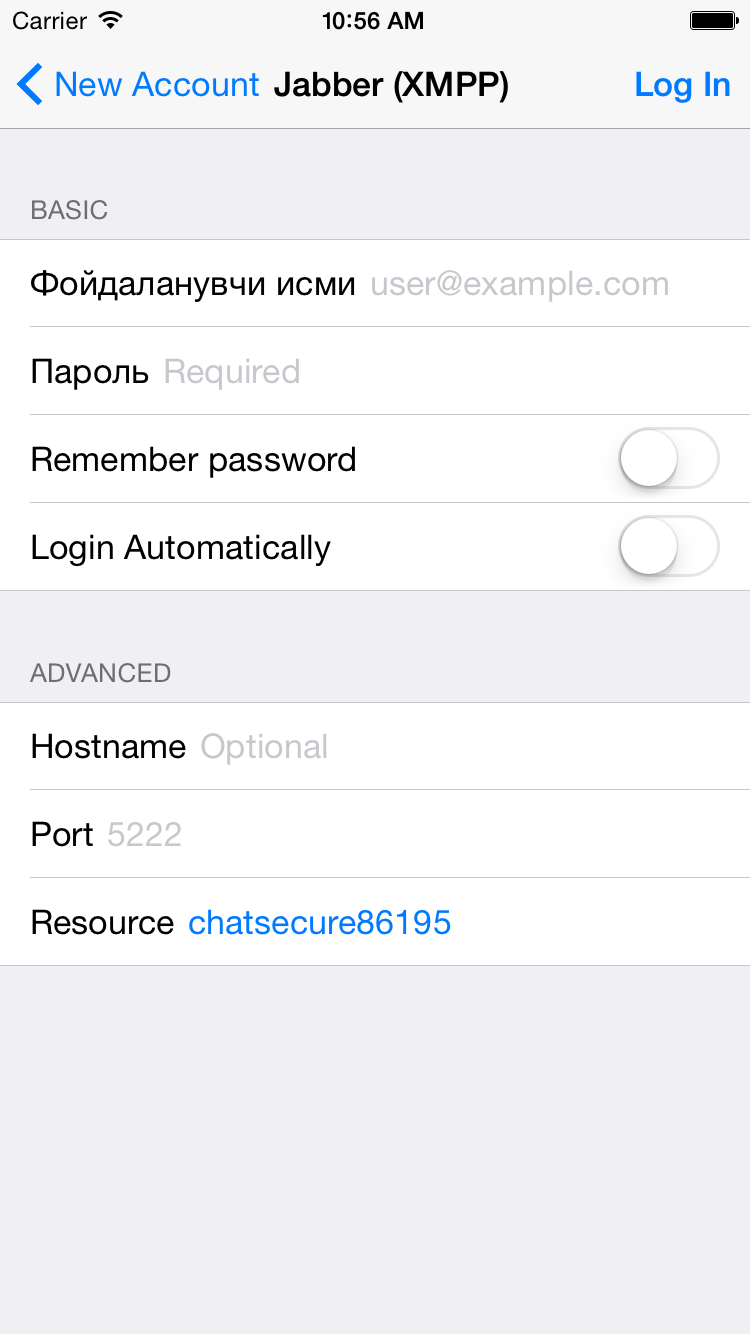 Carrier 10:56 AM
New Account Jabber (XMPP) Log In
BASIC
Фойдаланувчи исми user@example.com
Пароль Required
Remember password
Login Automatically
ADVANCED
Hostname Optional
Port 5222
Resource chatsecure86195